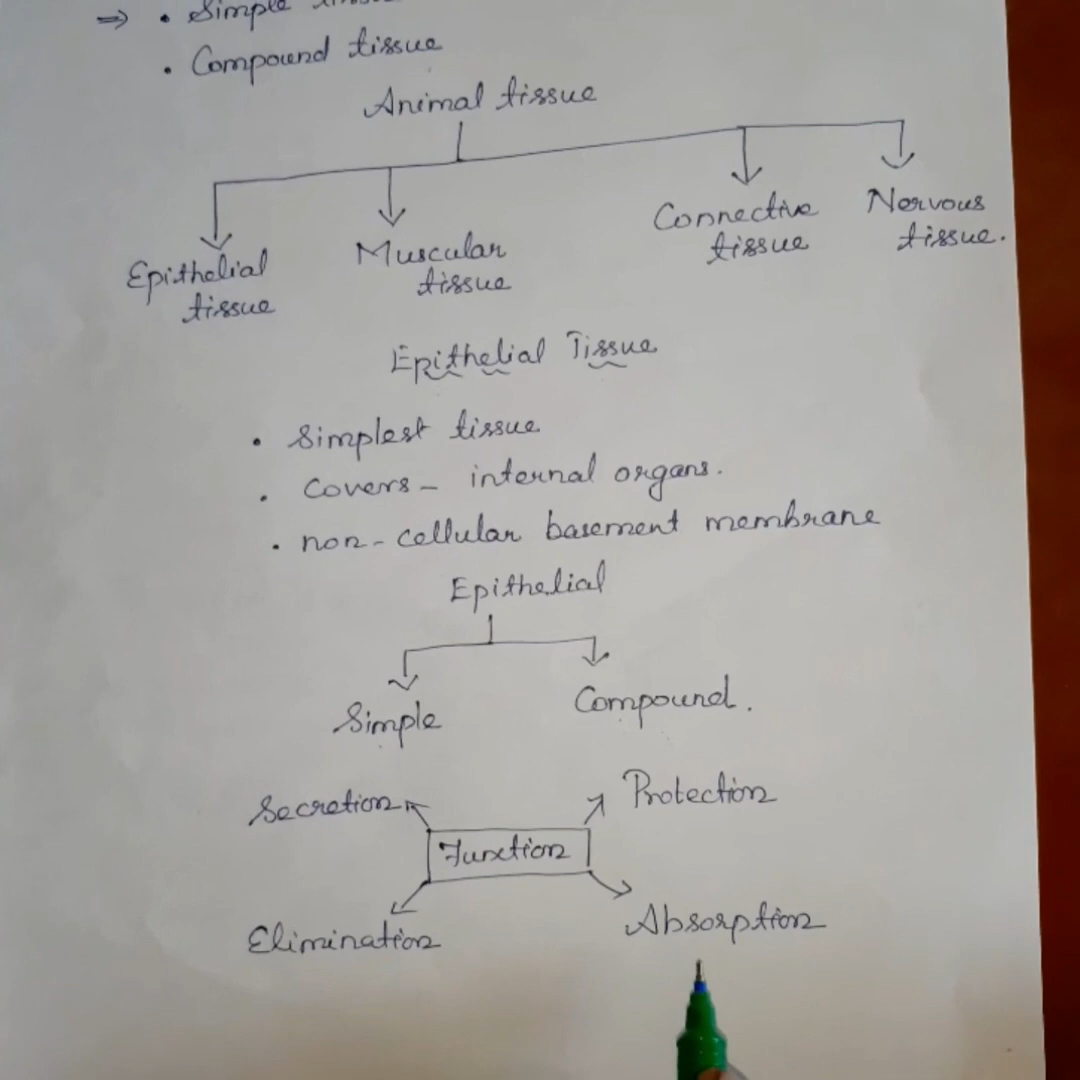 ⇒ • Simple
• Compound tissue
Animal tissue
Epithelial tissue
Muscular tissue
Connective tissue
Nervous tissue.
Epithelial Tissue
• Simplest tissue
• Covers - internal organs.
• non-cellular basement membrane
Epithelial
Simple
Compound.
Secretion
Protection
Function
Elimination
Absorption